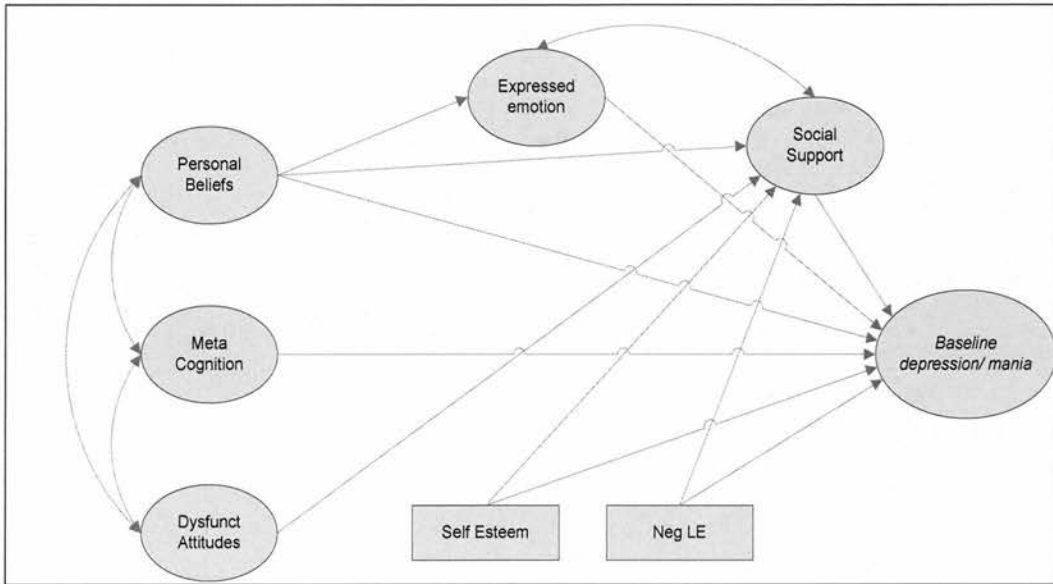 Expressed
emotion
Social
Support
Personal
Beliefs
Meta
Cognition
Baseline
depression/ mania
Dysfunct
Attitudes
Self Esteem
Neg LE